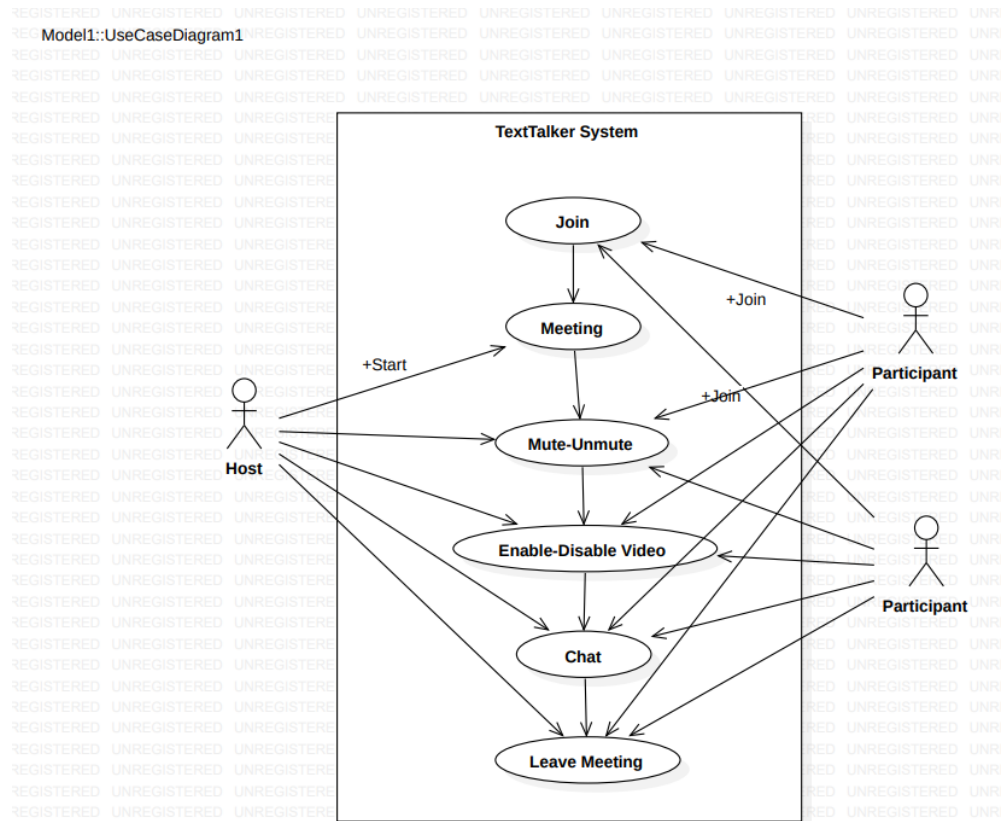 Model1::UseCaseDiagram1
TextTalker System
Join
+Join
Meeting
+Start
Participant
+Join
Mute-Unmute
Host
Enable-Disable Video
Participant
Chat
Leave Meeting
UNREGISTERED